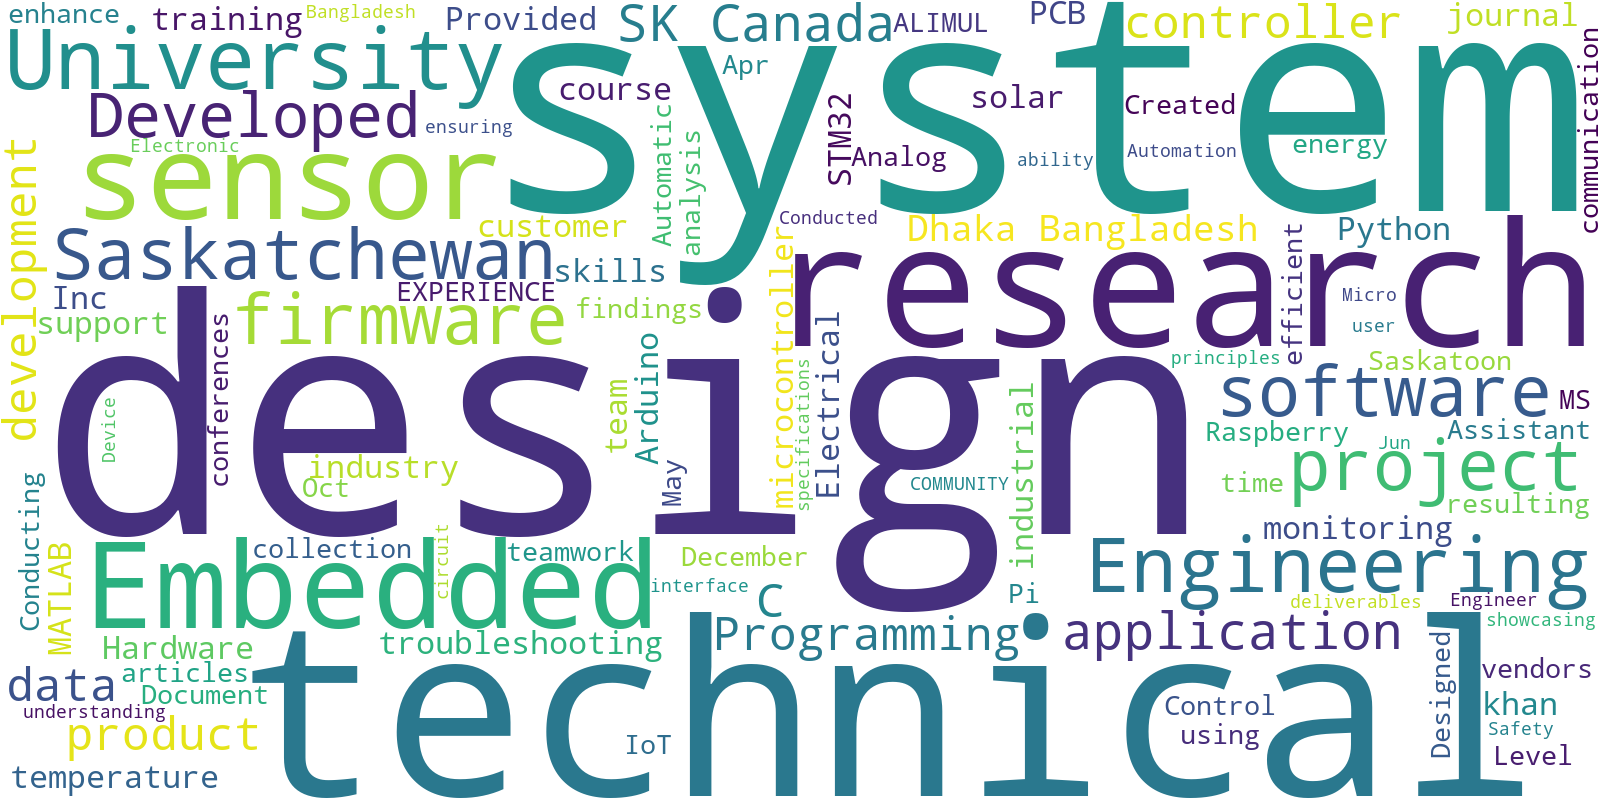 enhance
training
Bangladesh
Provided
SK Canada
ALIMUL
PCB
controller
journal
University
system
Apr
course
solar
Created
communication
Developed
ensuring
Electronic
Automatic
analysis
STM32
Analog
ability
Automation
energy
sensor
development
customer
Conducted
Dhaka Bangladesh
Python
Saskatchewan
skills
research
efficient
Inc
EXPERIENCE
findings
microcontroller
Micro
user
support
firmware
conferences
design
Arduino
team
Electrical
specifications
principles
Saskatoon
software
MS
Device
industry
Oct
May
COMMUNITY
industrial
Raspberry
Jun
Assistant
project
time
resulting
Conducting
MATLAB
collection
circuit
teamwork
December
monitoring
Embedded
interface
C
Pi
Engineering
deliverables
Engineer
showcasing
Hardware
troubleshooting
Programming
application
articles
Document
data
understanding
technical
Control
using
Designed
vendors
khan
Safety
Level
product
IoT
temperature